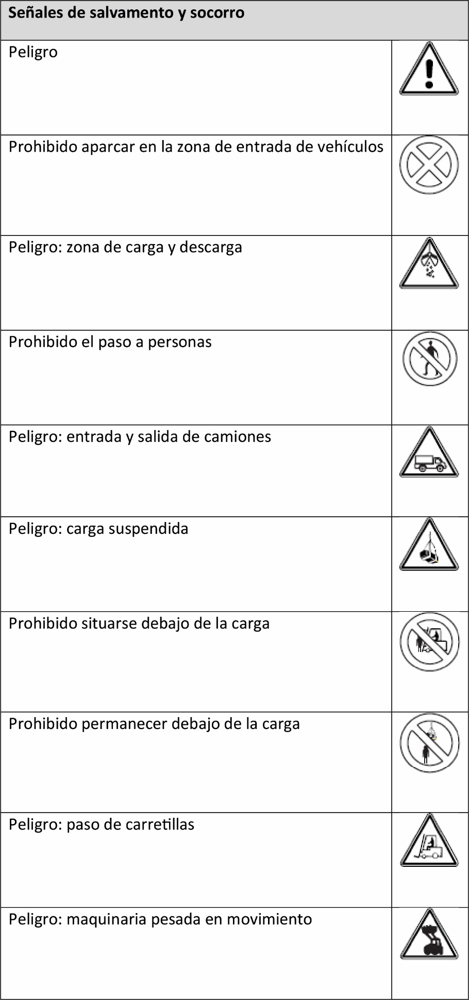 Señales de salvamento y socorro
Peligro
Prohibido aparcar en la zona de entrada de vehículos
Peligro: zona de carga y descarga
Prohibido el paso a personas
Peligro: entrada y salida de camiones
Peligro: carga suspendida
Prohibido situarse debajo de la carga
Prohibido permanecer debajo de la carga
Peligro: paso de carretillas
Peligro: maquinaria pesada en movimiento